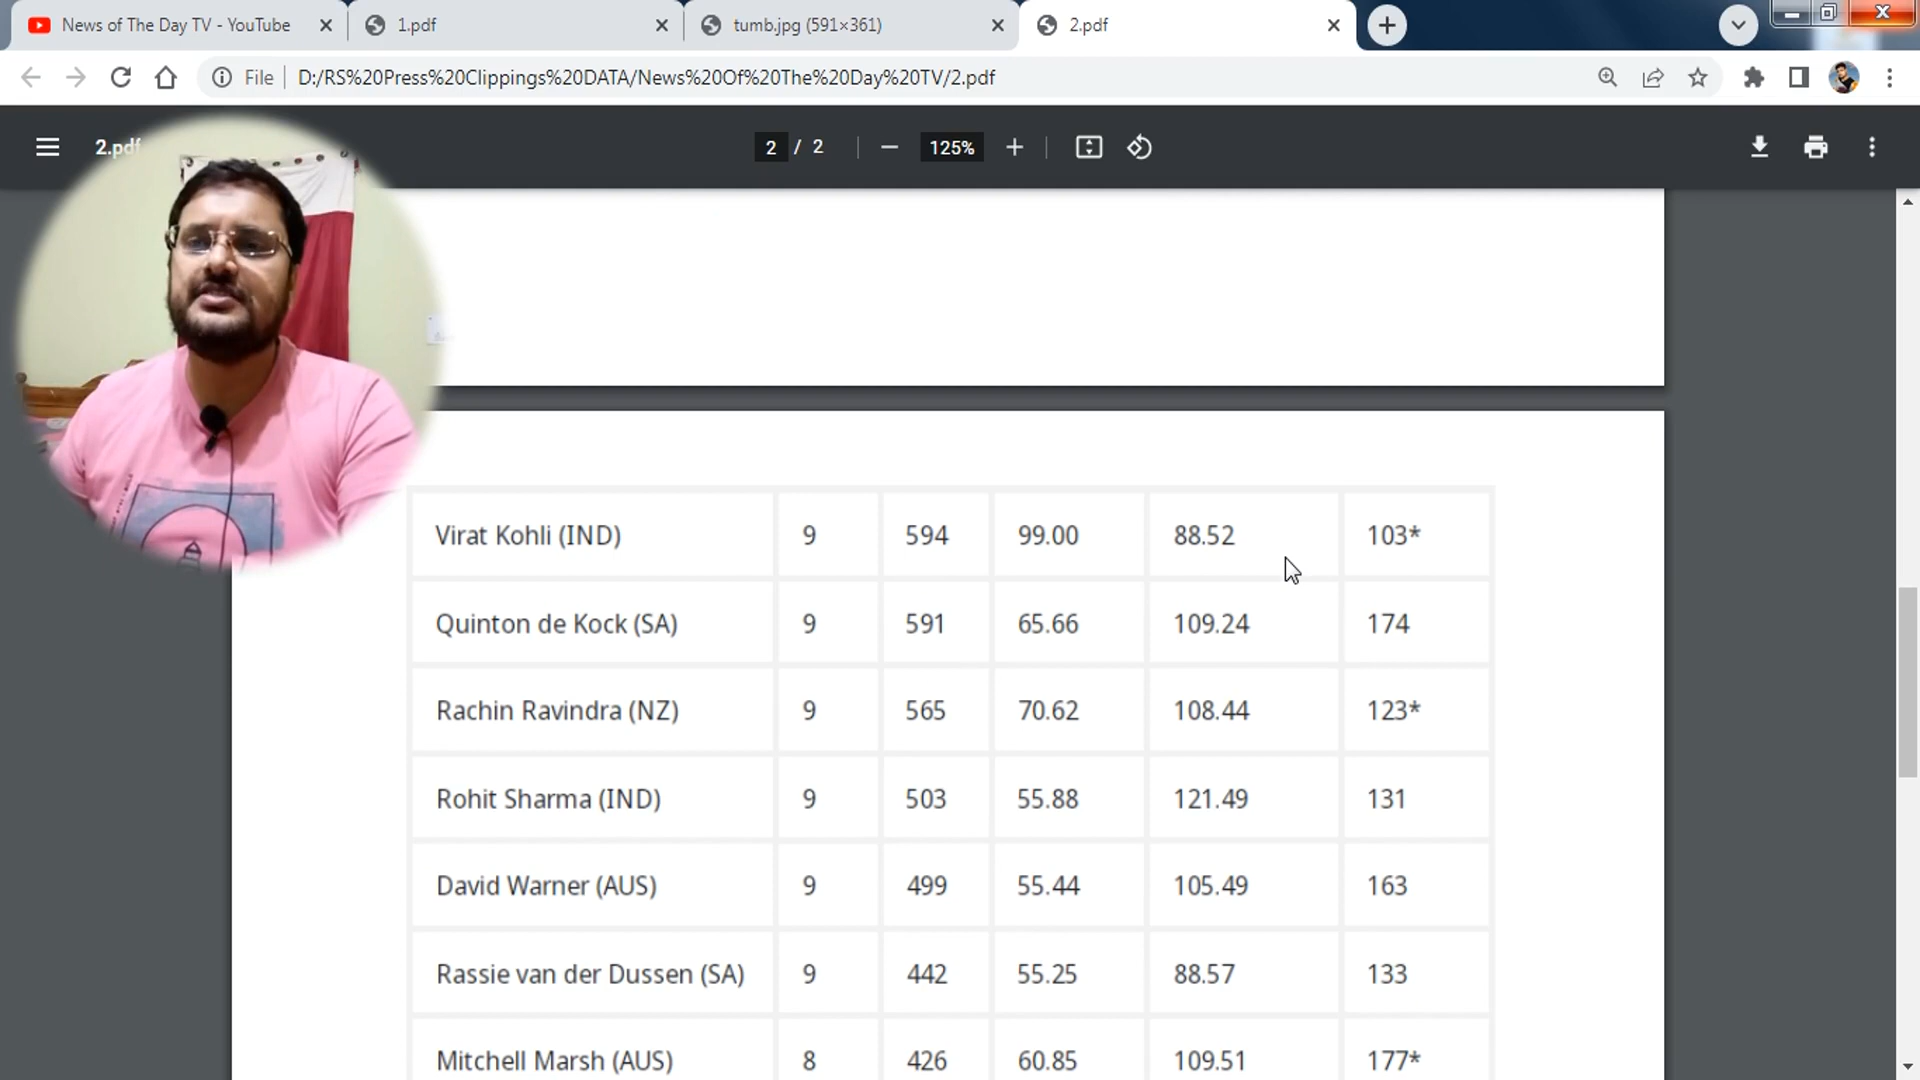 News of The Day TV - YouTube
1.pdf
tumb.jpg (591×361)
2.pdf
File
D:/RS%20Press%20Clippings%20DATA/News%20Of%20The%20Day%20TV/2.pdf
2.pdf
2 / 2
125%
Virat Kohli (IND) 9 594 99.00 88.52 103*
Quinton de Kock (SA) 9 591 65.66 109.24 174
Rachin Ravindra (NZ) 9 565 70.62 108.44 123*
Rohit Sharma (IND) 9 503 55.88 121.49 131
David Warner (AUS) 9 499 55.44 105.49 163
Rassie van der Dussen (SA) 9 442 55.25 88.57 133
Mitchell Marsh (AUS) 8 426 60.85 109.51 177*